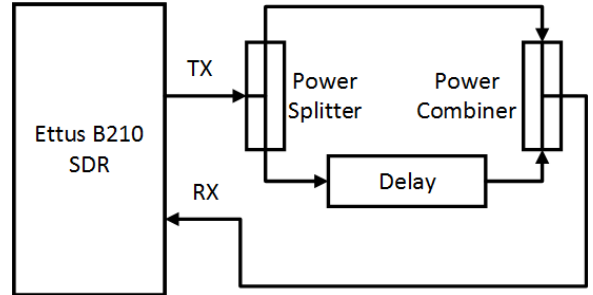 TX
Power
Splitter
Power
Combiner
Ettus B210
SDR
Delay
RX